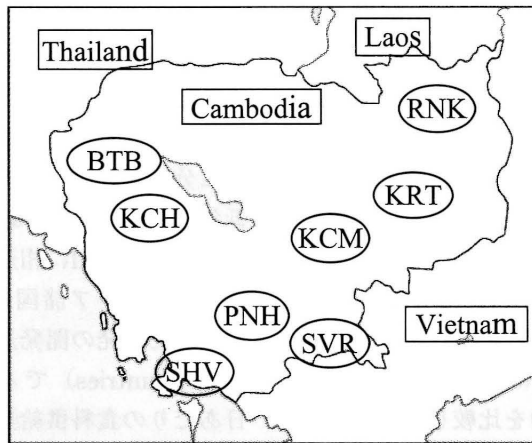 Thailand
Laos
Cambodia
RNK
BTB
KRT
KCH
KCM
PNH
SVR
Vietnam
SHV